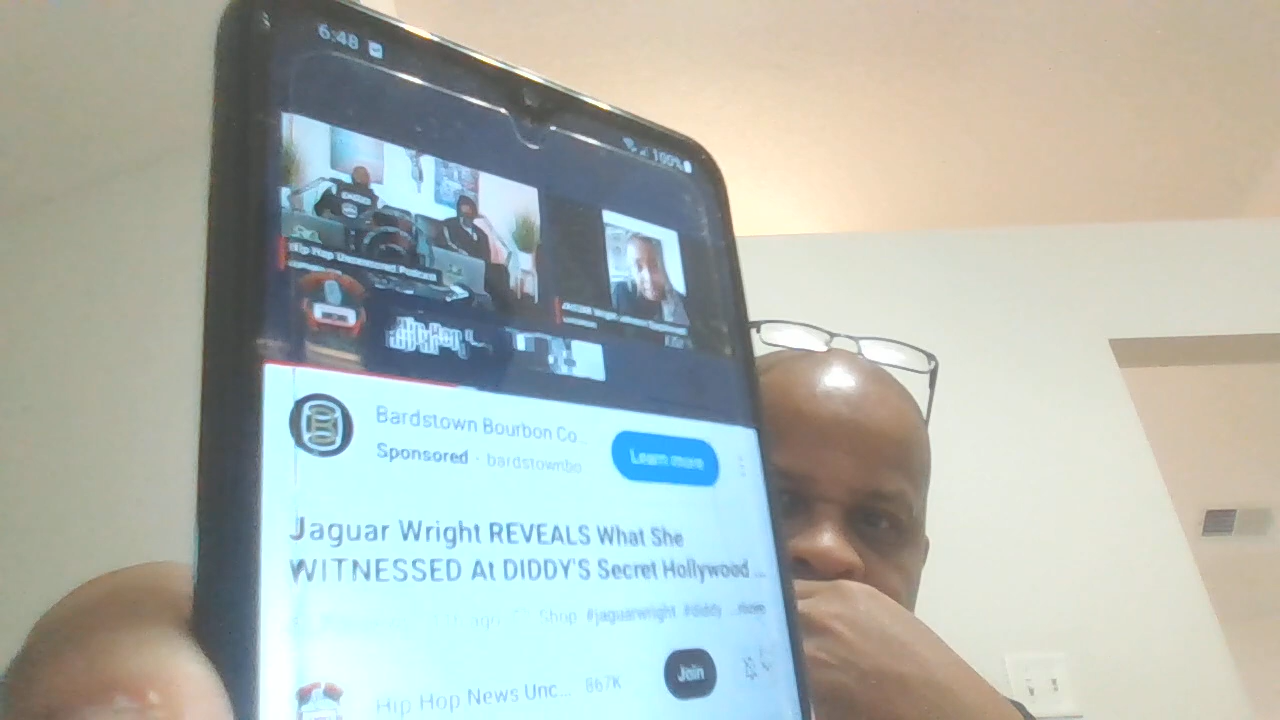 6:48
100%
Hip Hop Uncensored Podcast
Bardstown Bourbon Co...
Sponsored · bardstownbo
Learn more
Jaguar Wright REVEALS What She
WITNESSED At DIDDY'S Secret Hollywood ...
Shop #jaguarwright #diddy ...more
Hip Hop News Unc... 867K
Join